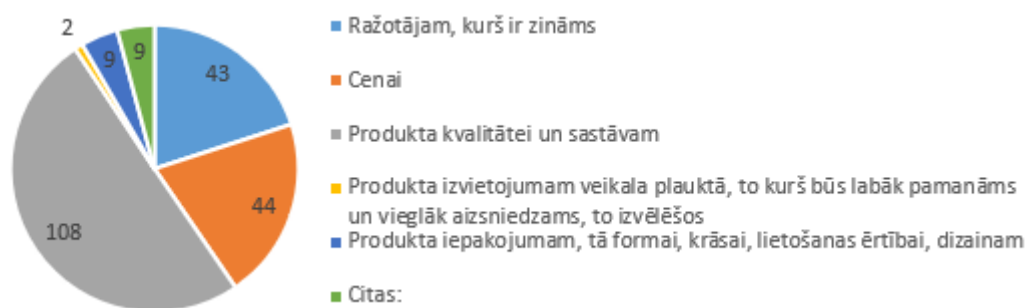 2
9
9
43
44
108
Ražotājam, kurš ir zināms
Cenai
Produkta kvalitātei un sastāvam
Produkta izvietojumam veikala plauktā, to kurš būs labāk pamanāms
un vieglāk aizsniedzams, to izvēlēšos
Produkta iepakojumam, tā formai, krāsai, lietošanas ērtībai, dizainam
Citas: